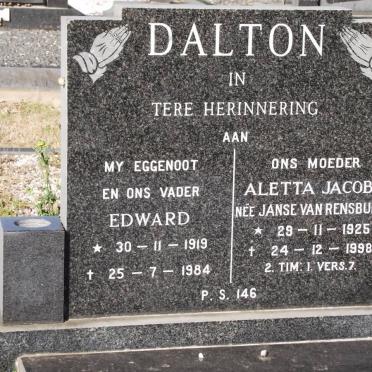 DALTON
IN
TERE HERINNERING
AAN
MY EGGENOOT
EN ONS VADER
EDWARD
★ 30 - 11 - 1919
† 25 - 7 - 1984
ONS MOEDER
ALETTA JACOB
NÉE JANSE VAN RENSBU
★ 29 - 11 - 1925
† 24 - 12 - 1998
2. TIM. 1. VERS. 7.
P. S. 146